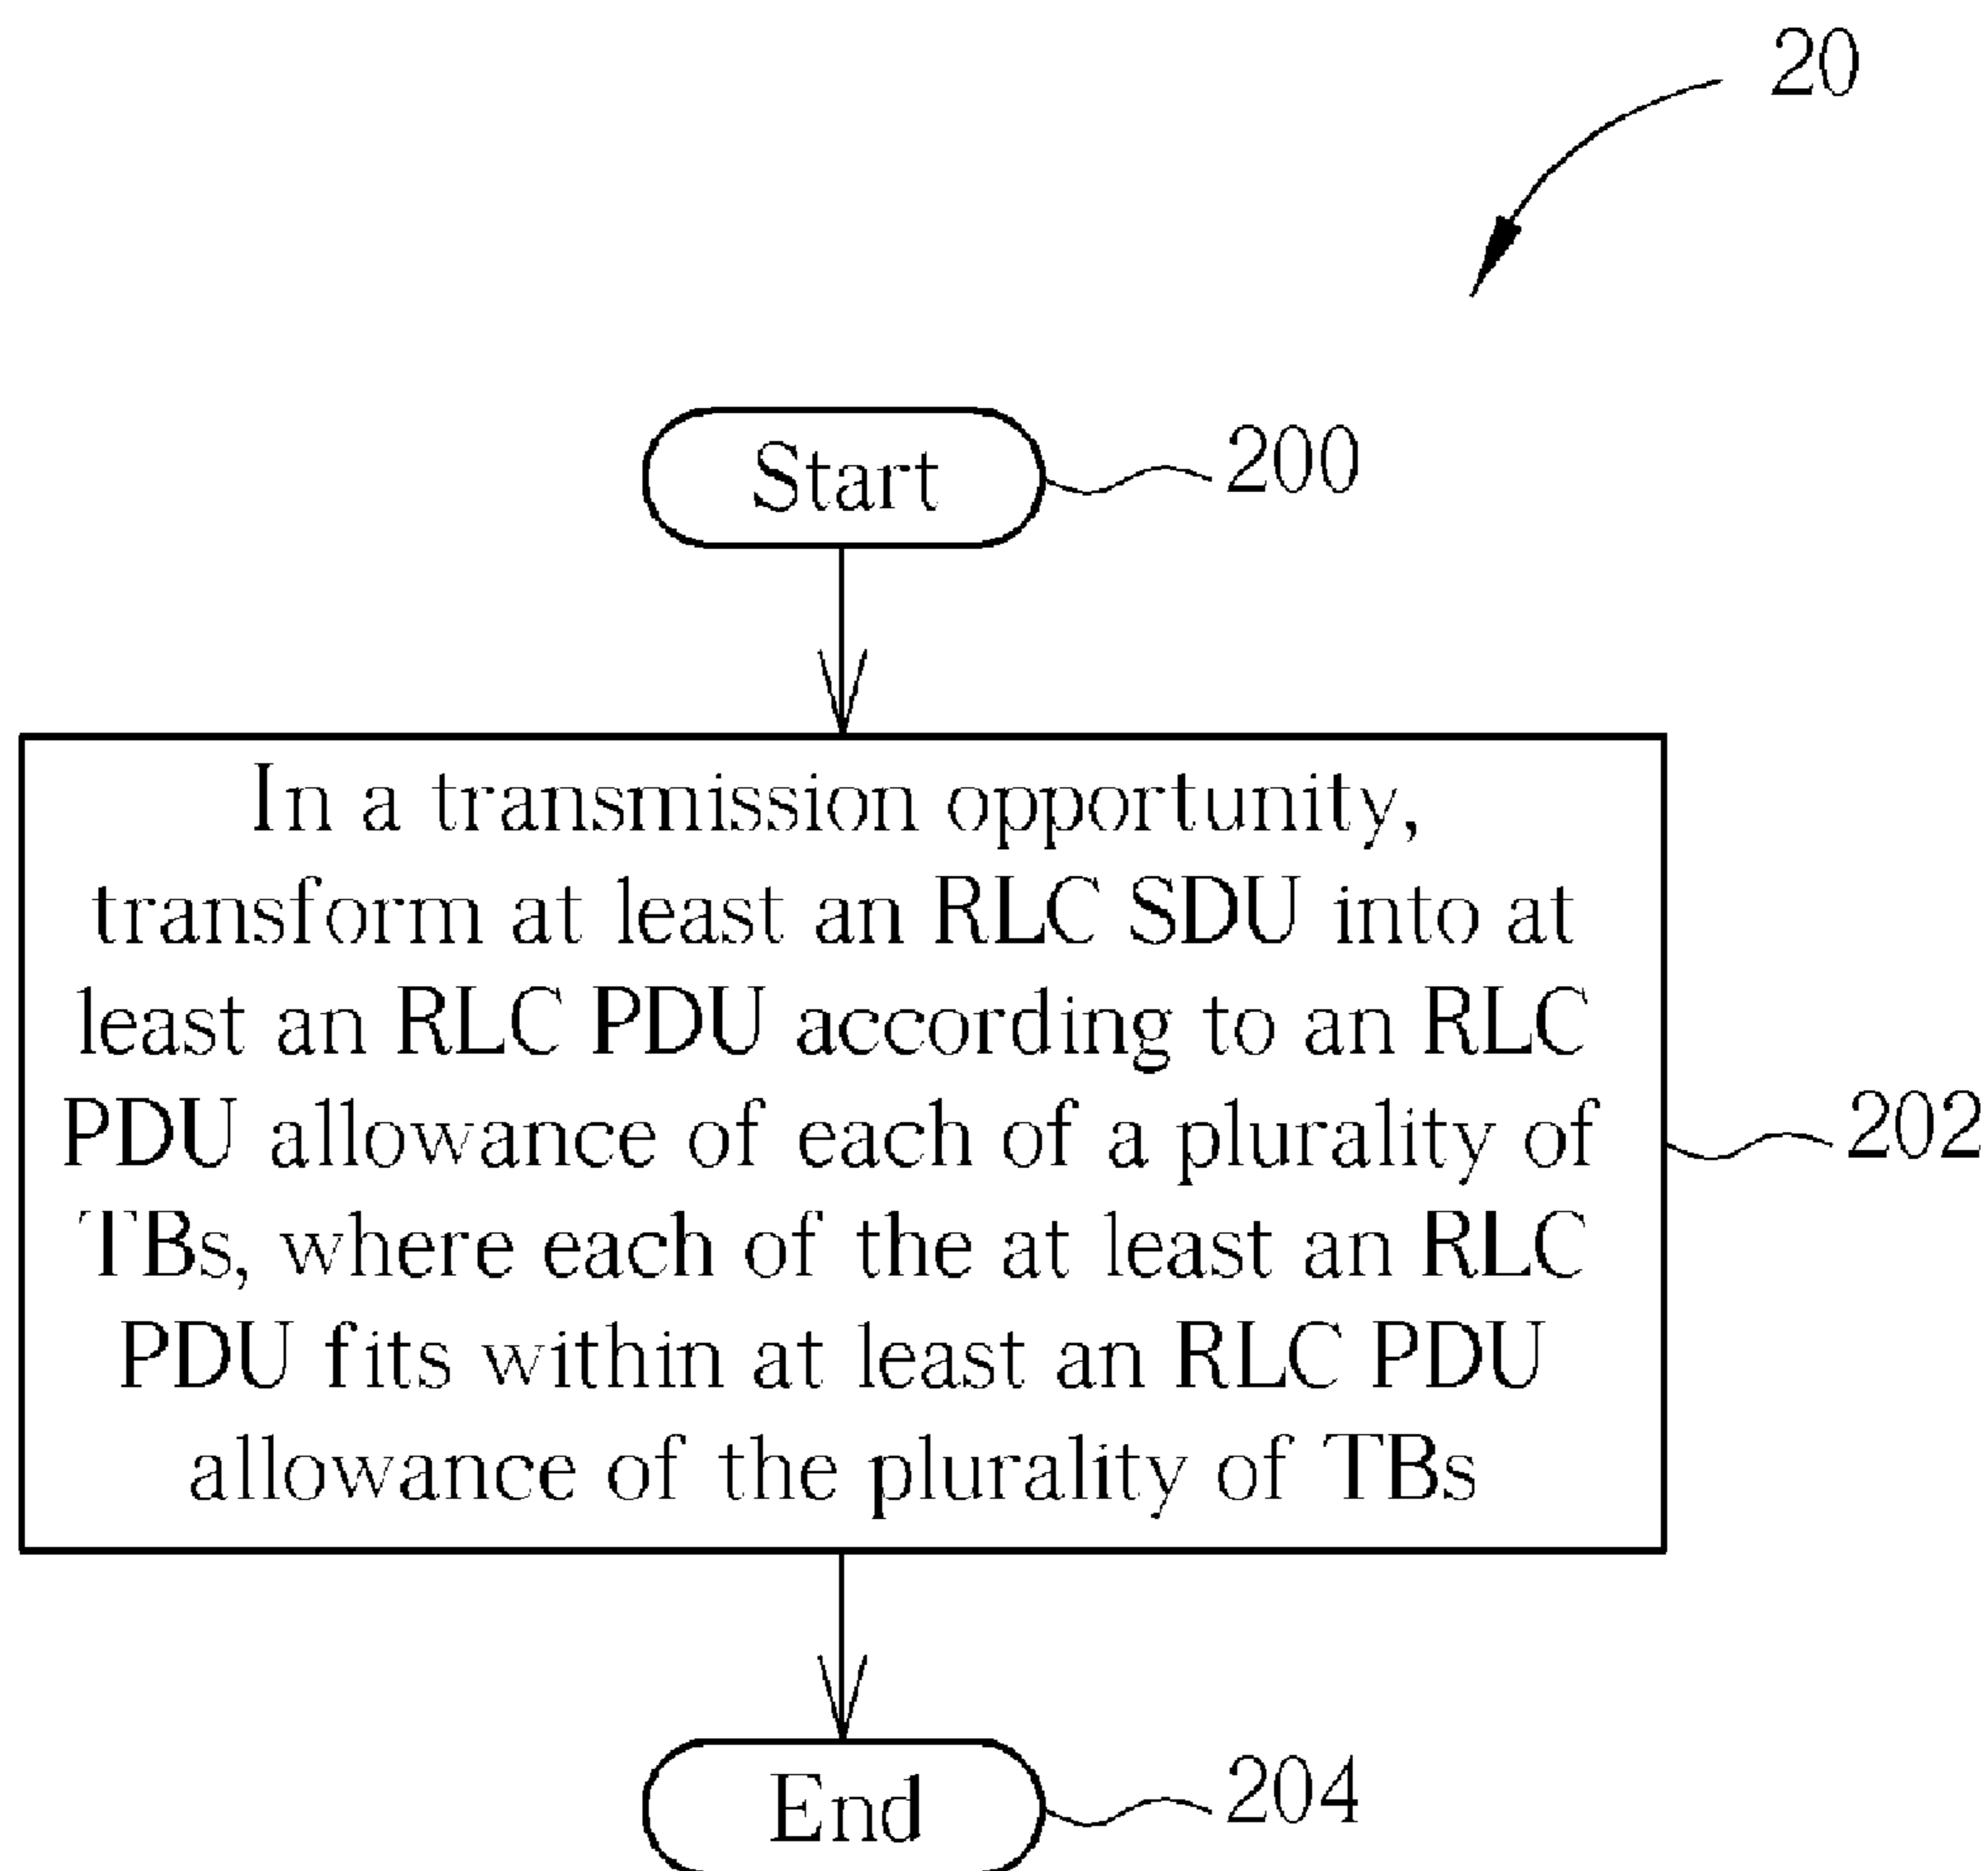 20
Start
200
In a transmission opportunity,
transform at least an RLC SDU into at
least an RLC PDU according to an RLC
PDU allowance of each of a plurality of
TBs, where each of the at least an RLC
PDU fits within at least an RLC PDU
allowance of the plurality of TBs
202
End
204